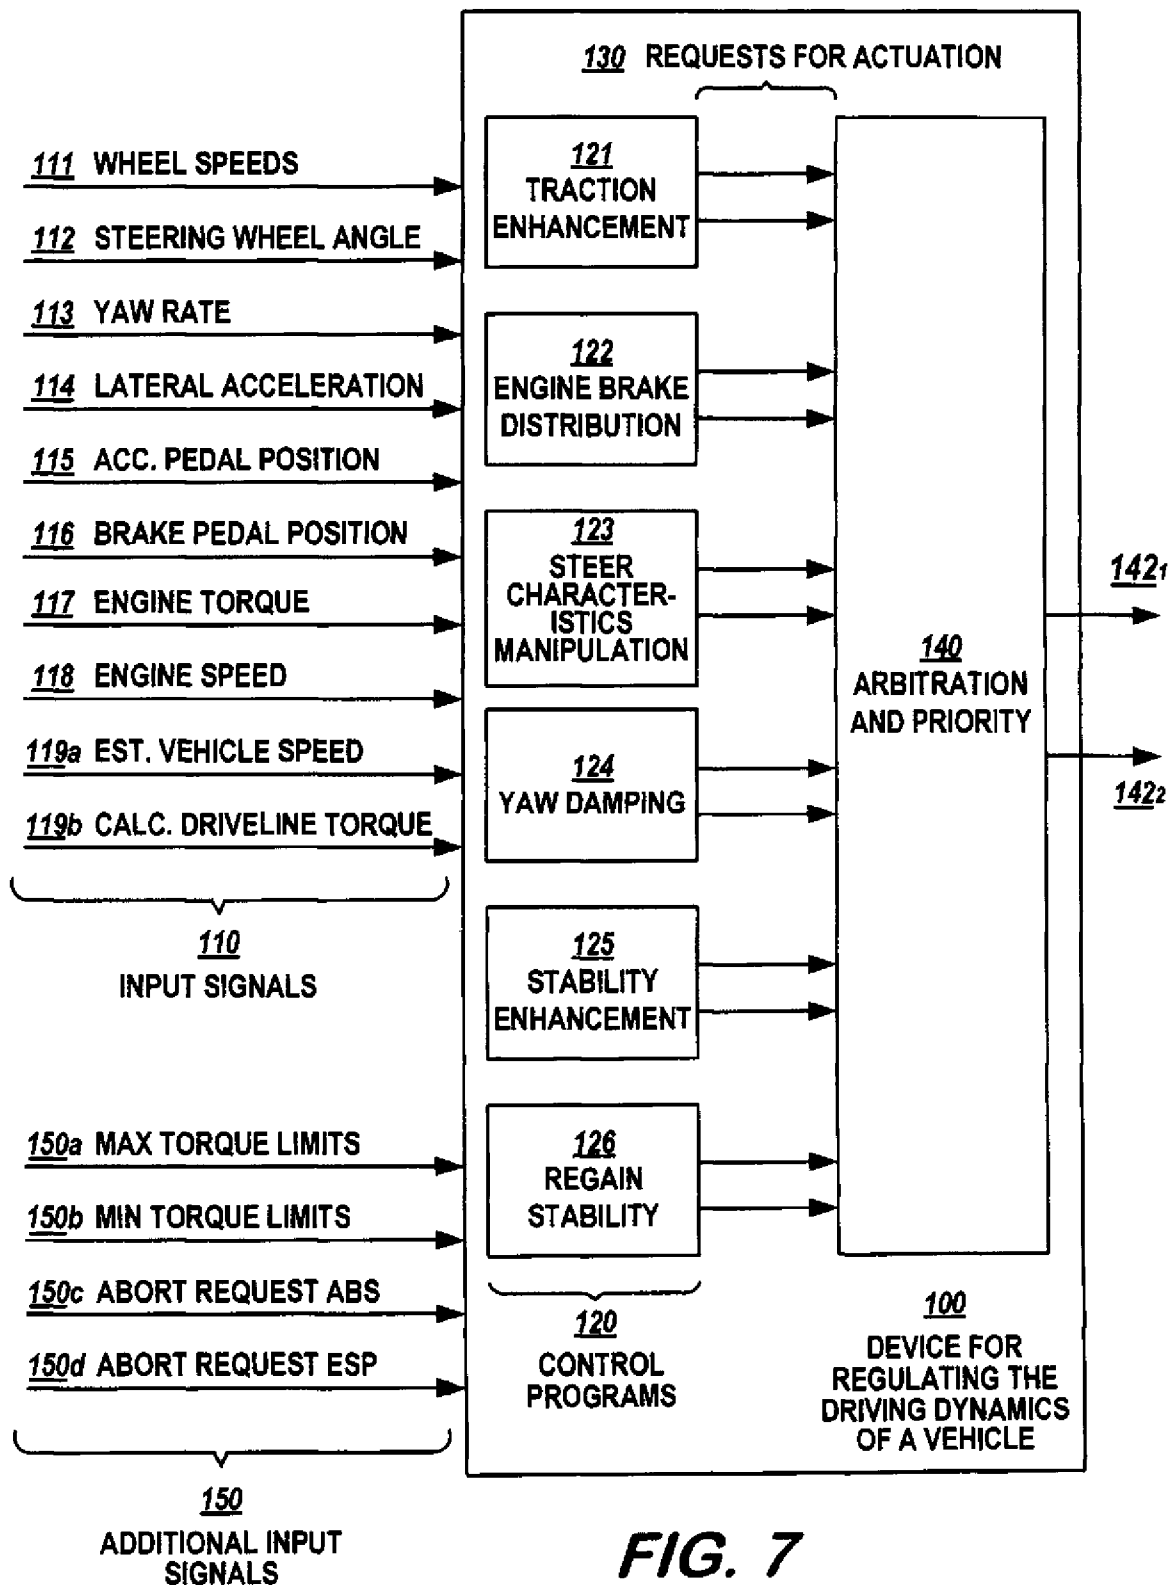 130 REQUESTS FOR ACTUATION
111 WHEEL SPEEDS
112 STEERING WHEEL ANGLE
113 YAW RATE
114 LATERAL ACCELERATION
115 ACC. PEDAL POSITION
116 BRAKE PEDAL POSITION
117 ENGINE TORQUE
118 ENGINE SPEED
119a EST. VEHICLE SPEED
119b CALC. DRIVELINE TORQUE
110
INPUT SIGNALS
150a MAX TORQUE LIMITS
150b MIN TORQUE LIMITS
150c ABORT REQUEST ABS
150d ABORT REQUEST ESP
150
ADDITIONAL INPUT
SIGNALS
121
TRACTION
ENHANCEMENT
122
ENGINE BRAKE
DISTRIBUTION
123
STEER
CHARACTER-
ISTICS
MANIPULATION
124
YAW DAMPING
125
STABILITY
ENHANCEMENT
126
REGAIN
STABILITY
120
CONTROL
PROGRAMS
140
ARBITRATION
AND PRIORITY
142₁
142₂
100
DEVICE FOR
REGULATING THE
DRIVING DYNAMICS
OF A VEHICLE
FIG. 7